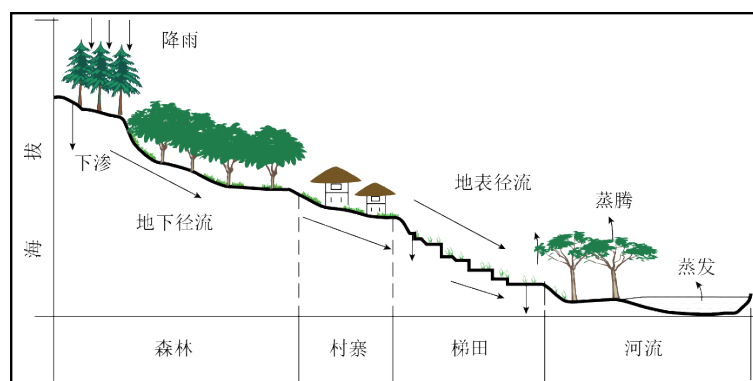 降雨
拔
海
下渗
地下径流
地表径流
蒸腾
蒸发
森林
村寨
梯田
河流